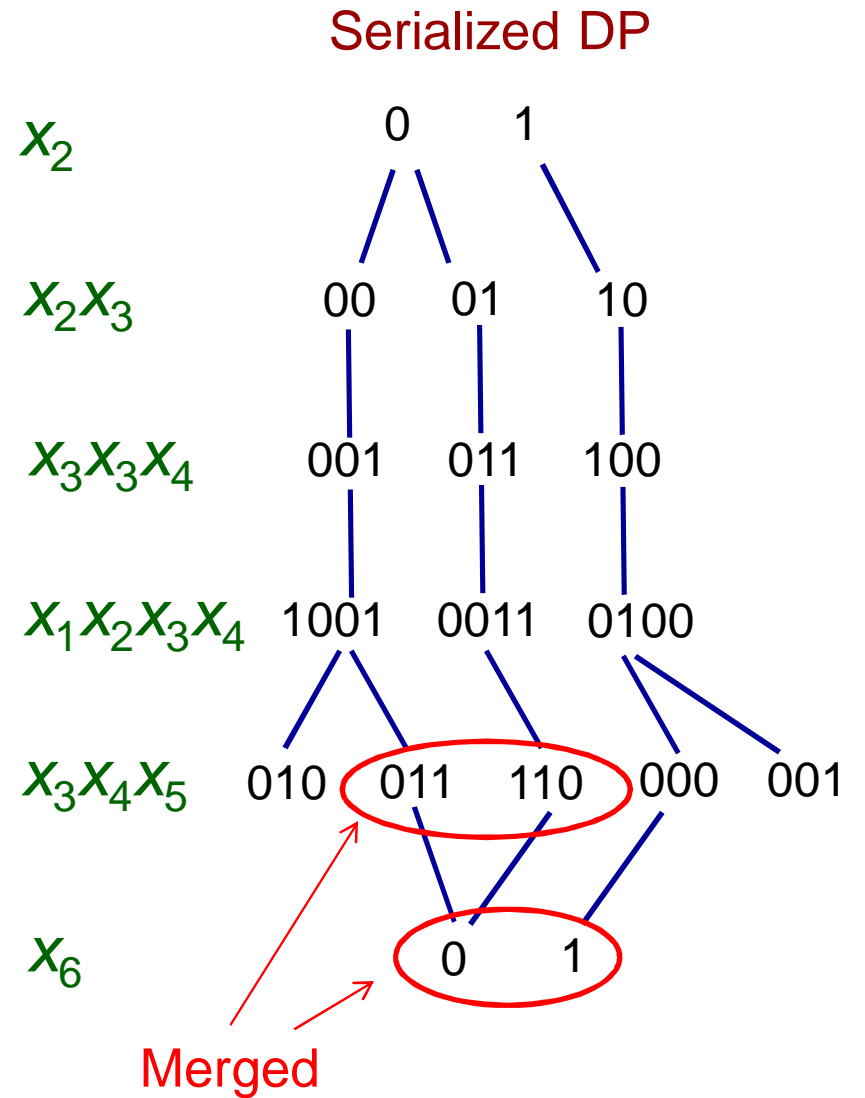 Serialized DP
x₂ 0 1
x₂x₃ 00 01 10
x₃x₃x₄ 001 011 100
x₁x₂x₃x₄ 1001 0011 0100
x₃x₄x₅ 010 011 110 000 001
x₆ 0 1
Merged